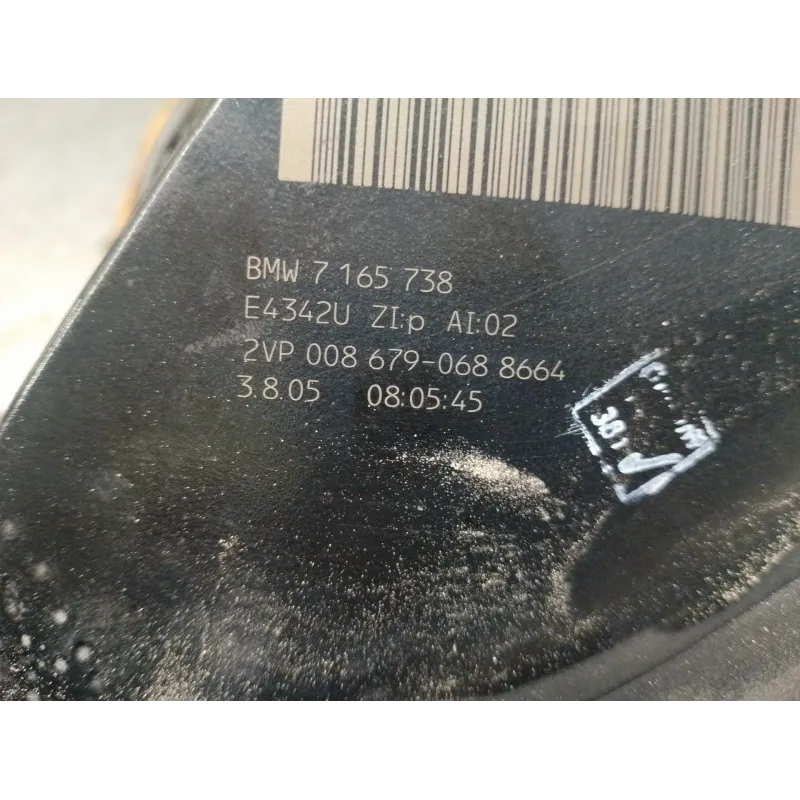 BMW 7 165 738
E4342U ZI:p AI:02
2VP 008 679-068 8664
3.8.05 08:05:45